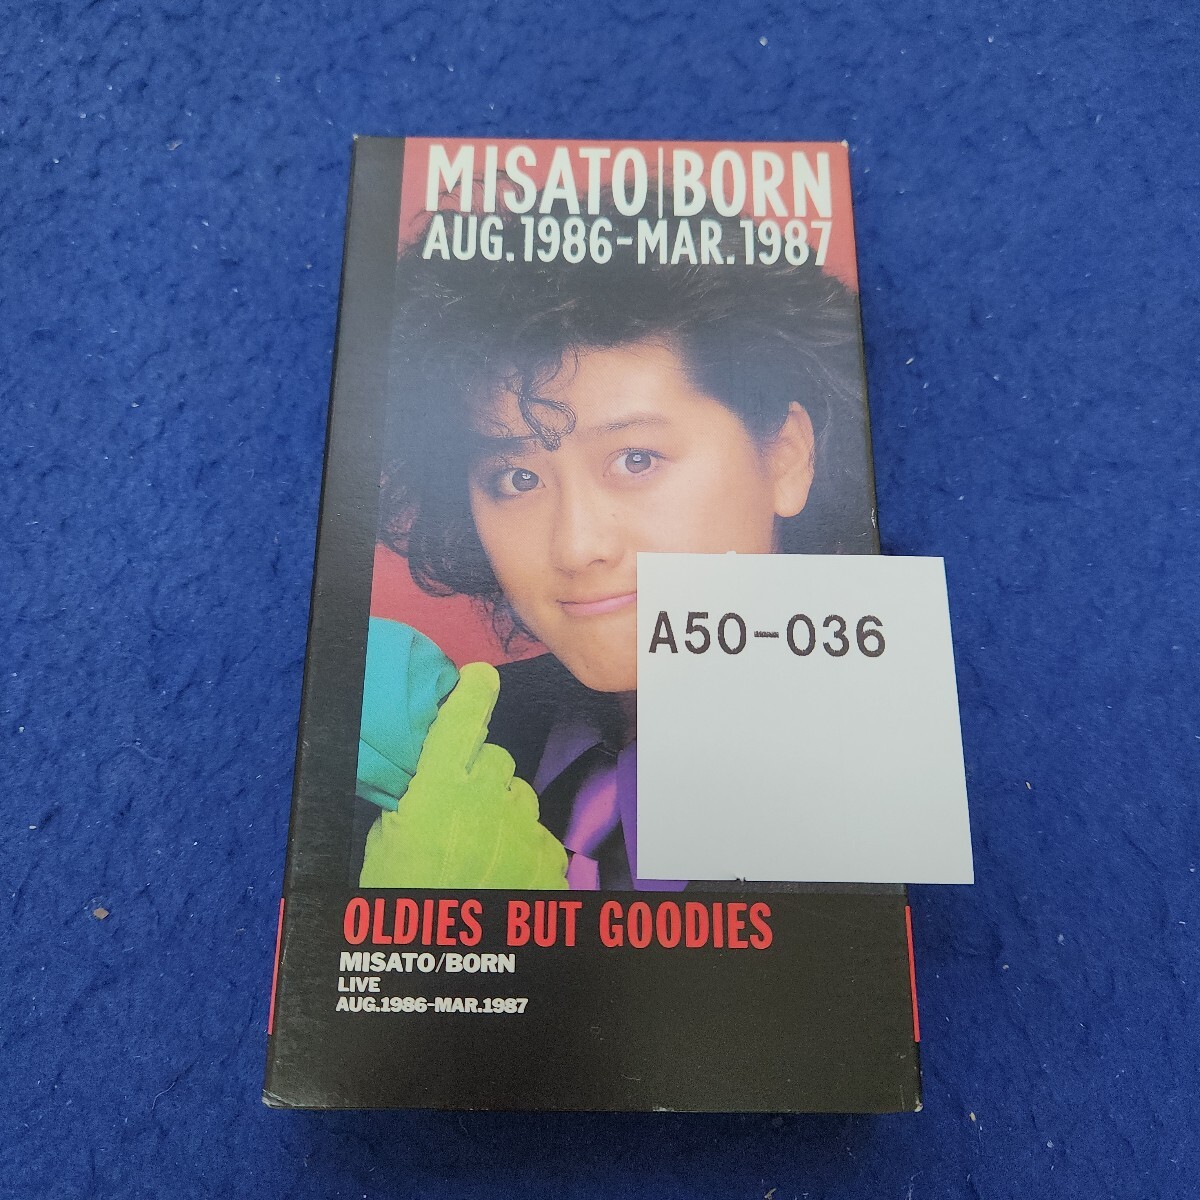 MISATO|BORN
AUG.1986-MAR.1987
A50-036
OLDIES BUT GOODIES
MISATO/BORN
LIVE
AUG.1986-MAR.1987